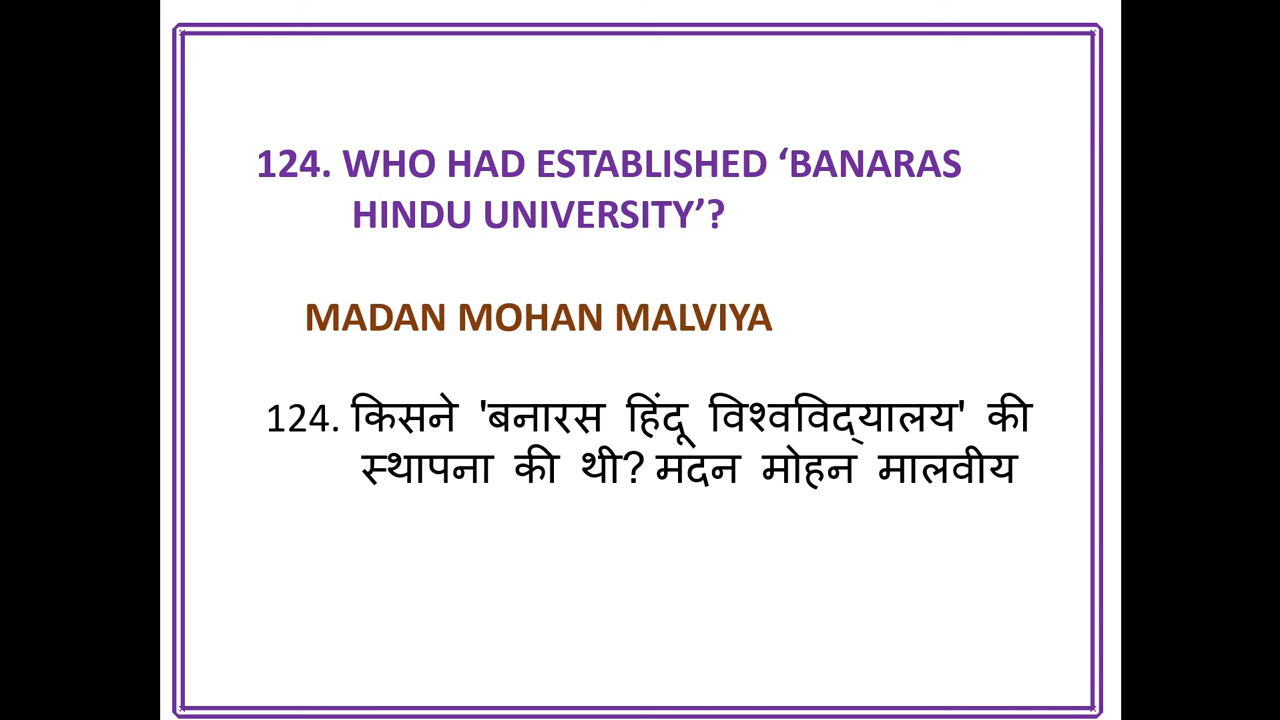 124. WHO HAD ESTABLISHED ‘BANARAS
HINDU UNIVERSITY’?
MADAN MOHAN MALVIYA
124. किसने 'बनारस हिंदू विश्वविद्यालय' की
स्थापना की थी? मदन मोहन मालवीय